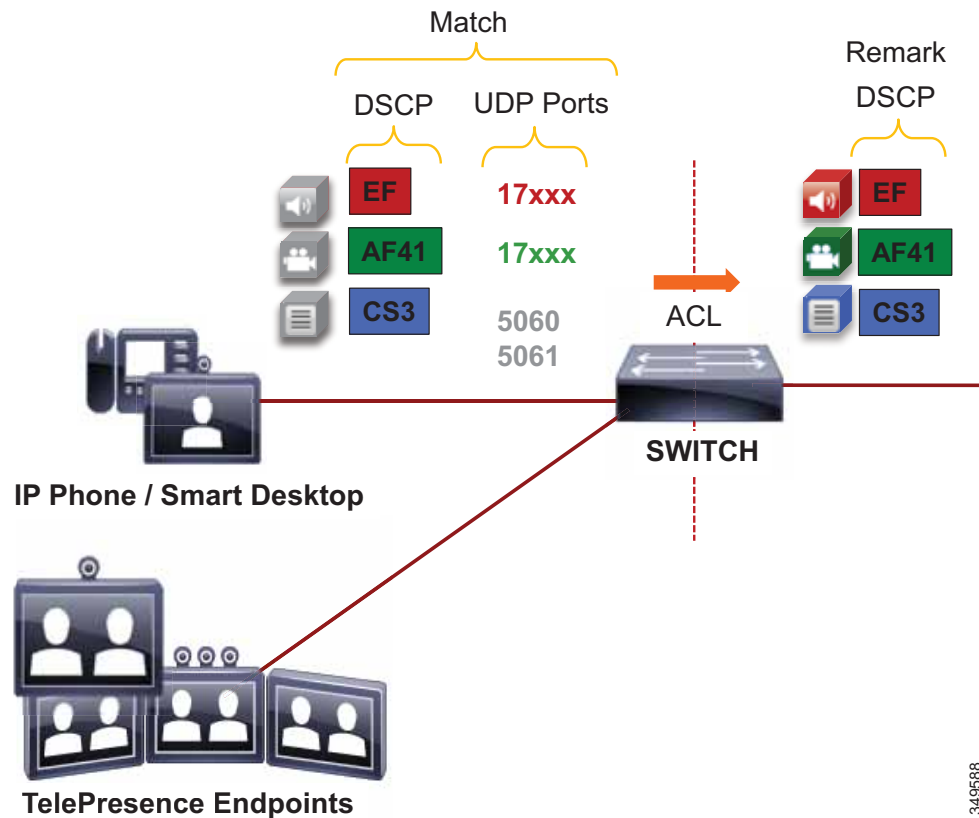 Match
Remark
DSCP
UDP Ports
DSCP
EF
17xxx
EF
AF41
17xxx
AF41
CS3
5060
5061
ACL
CS3
SWITCH
IP Phone / Smart Desktop
TelePresence Endpoints
349588